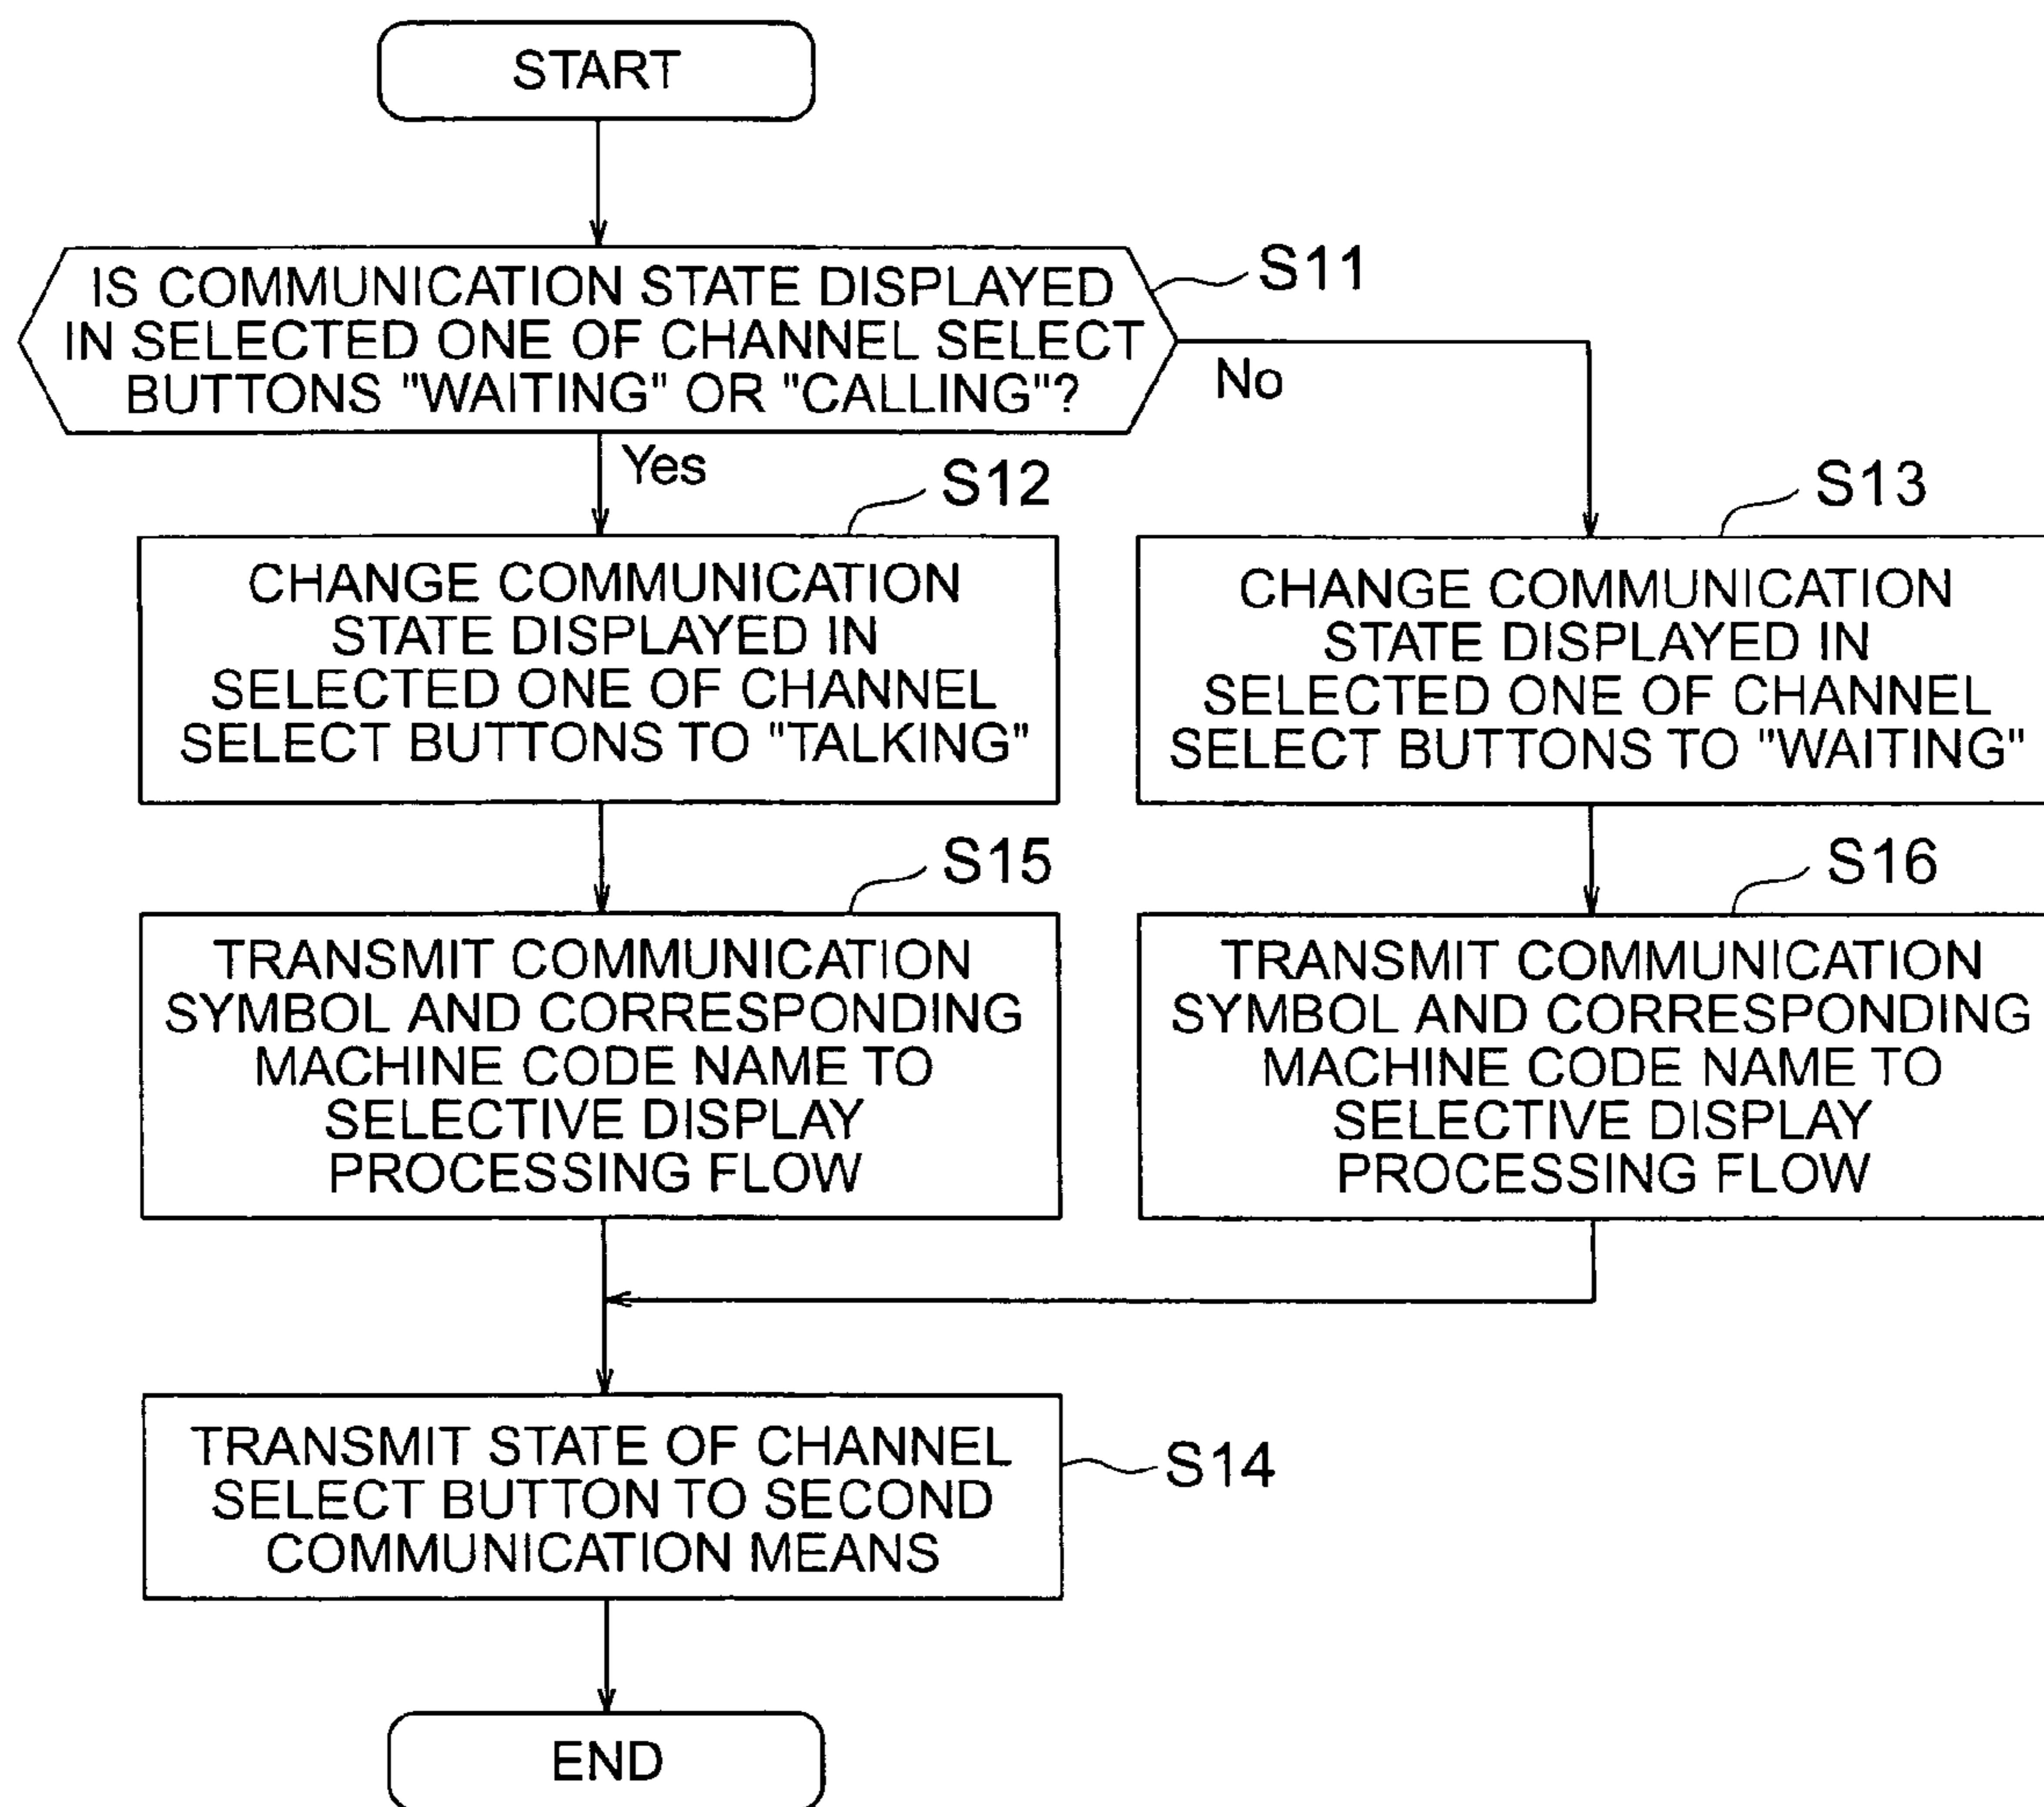 START
IS COMMUNICATION STATE DISPLAYED
IN SELECTED ONE OF CHANNEL SELECT
BUTTONS "WAITING" OR "CALLING"?
S11
No
Yes
S12
CHANGE COMMUNICATION
STATE DISPLAYED IN
SELECTED ONE OF CHANNEL
SELECT BUTTONS TO "TALKING"
S13
CHANGE COMMUNICATION
STATE DISPLAYED IN
SELECTED ONE OF CHANNEL
SELECT BUTTONS TO "WAITING"
S15
TRANSMIT COMMUNICATION
SYMBOL AND CORRESPONDING
MACHINE CODE NAME TO
SELECTIVE DISPLAY
PROCESSING FLOW
S16
TRANSMIT COMMUNICATION
SYMBOL AND CORRESPONDING
MACHINE CODE NAME TO
SELECTIVE DISPLAY
PROCESSING FLOW
TRANSMIT STATE OF CHANNEL
SELECT BUTTON TO SECOND
COMMUNICATION MEANS
S14
END